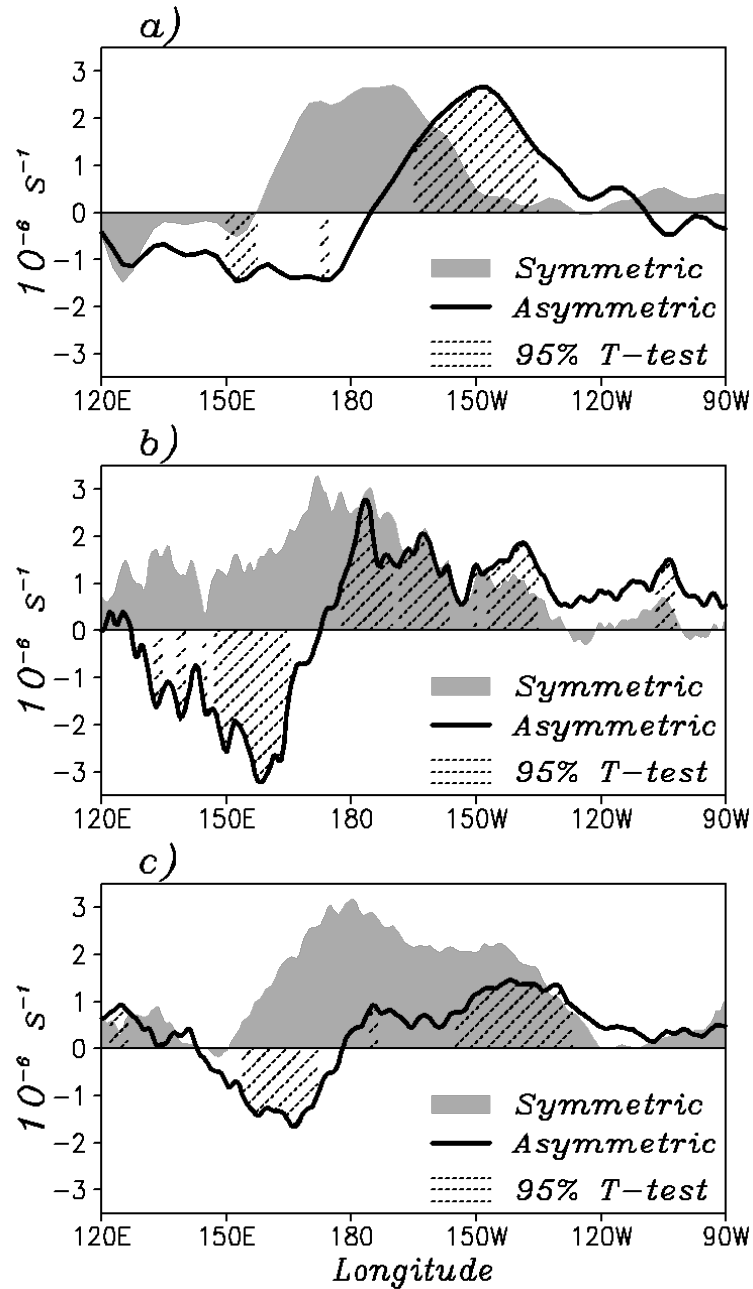 a)
3
2
1
0
-1
-2
-3
10⁻⁶ s⁻¹
Symmetric
Asymmetric
95% T-test
120E 150E 180 150W 120W 90W
b)
3
2
1
0
-1
-2
-3
10⁻⁶ s⁻¹
Symmetric
Asymmetric
95% T-test
120E 150E 180 150W 120W 90W
c)
3
2
1
0
-1
-2
-3
10⁻⁶ s⁻¹
Symmetric
Asymmetric
95% T-test
120E 150E 180 150W 120W 90W
Longitude